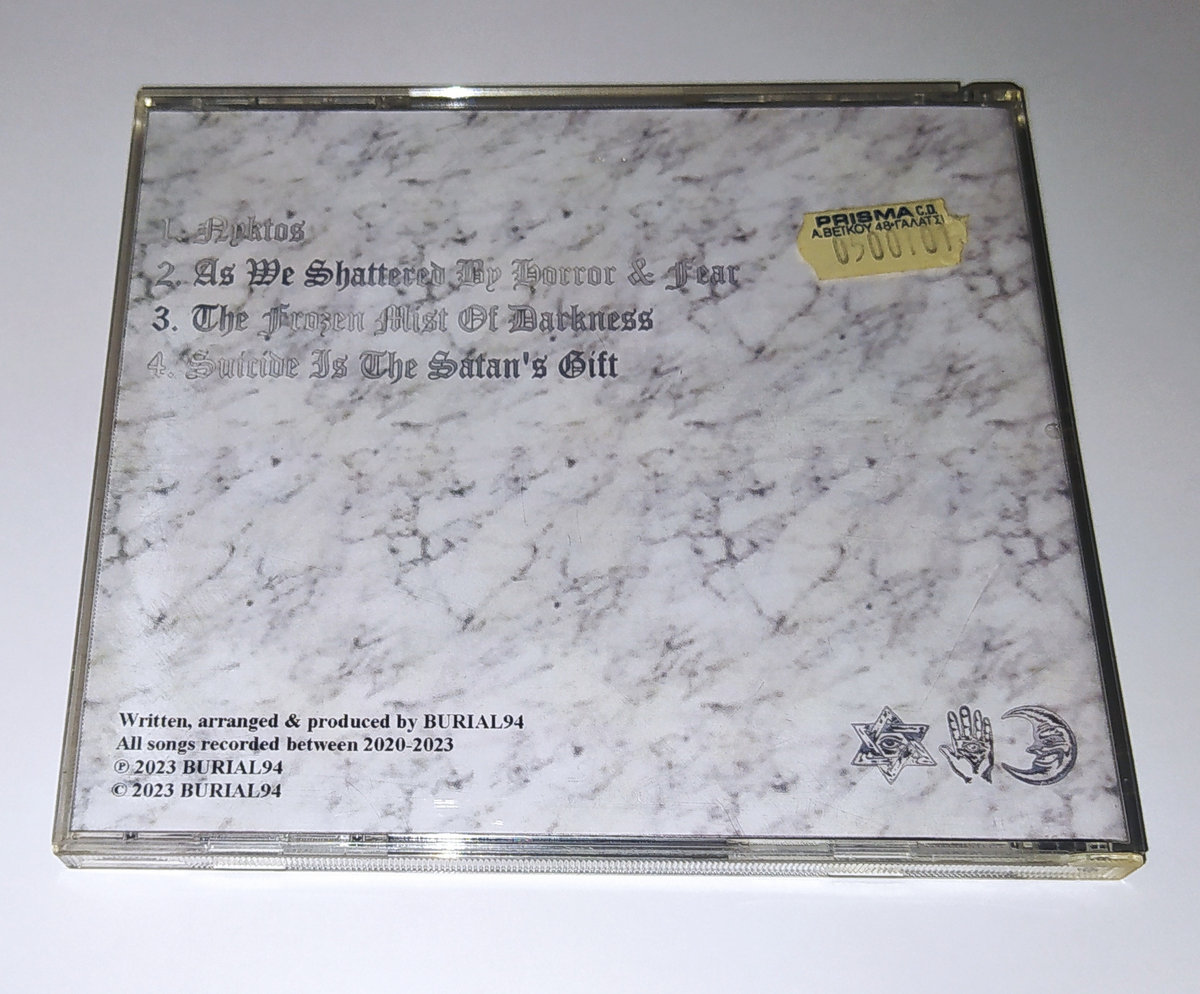 1. Nyktos
2. As We Shattered By Horror & Fear
3. The Frozen Mist Of Darkness
4. Suicide Is The Satan's Gift
PRISMA C.D.
Α.ΒΕΪΚΟΥ 48•ΓΑΛΑΤΣΙ
Written, arranged & produced by BURIAL94
All songs recorded between 2020-2023
℗ 2023 BURIAL94
© 2023 BURIAL94